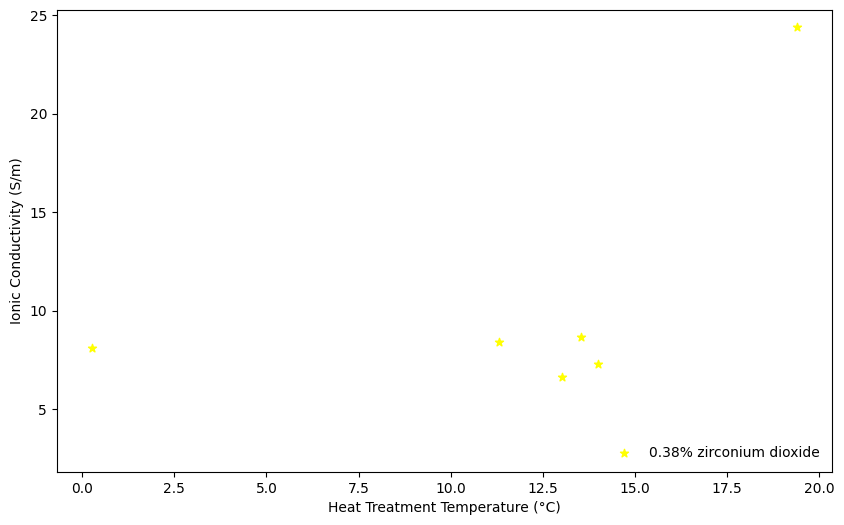 25
20
15
10
5
Ionic Conductivity (S/m)
0.38% zirconium dioxide
0.0 2.5 5.0 7.5 10.0 12.5 15.0 17.5 20.0
Heat Treatment Temperature (°C)